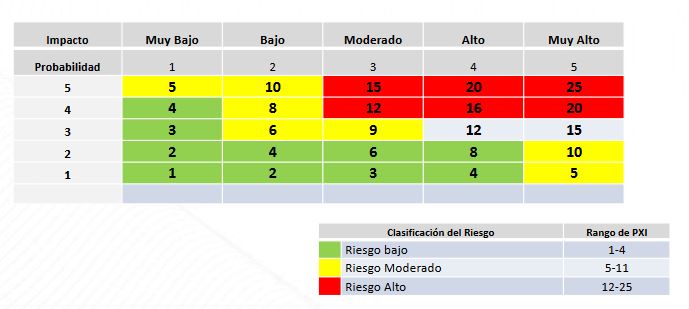 Impacto Muy Bajo Bajo Moderado Alto Muy Alto
Probabilidad 1 2 3 4 5
5 5 10 15 20 25
4 4 8 12 16 20
3 3 6 9 12 15
2 2 4 6 8 10
1 1 2 3 4 5
Clasificación del Riesgo Rango de PXI
Riesgo bajo 1-4
Riesgo Moderado 5-11
Riesgo Alto 12-25